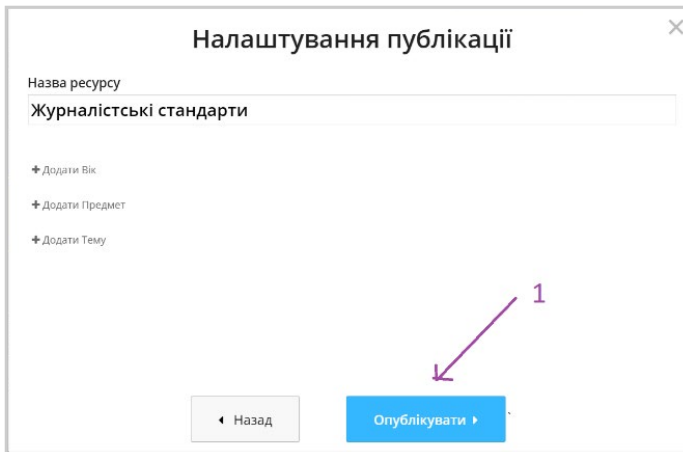 Налаштування публікації
Назва ресурсу
Журналістські стандарти
+ Додати Вік
+ Додати Предмет
+ Додати Тему
1
Назад
Опублікувати